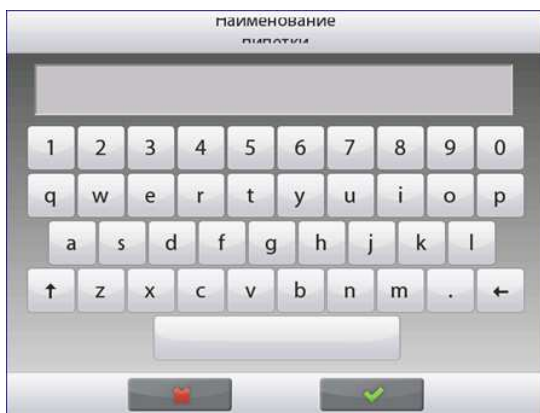 Наименование
пипетки
1 2 3 4 5 6 7 8 9 0
q w e r t y u i o p
a s d f g h j k l
↑ z x c v b n m . ←